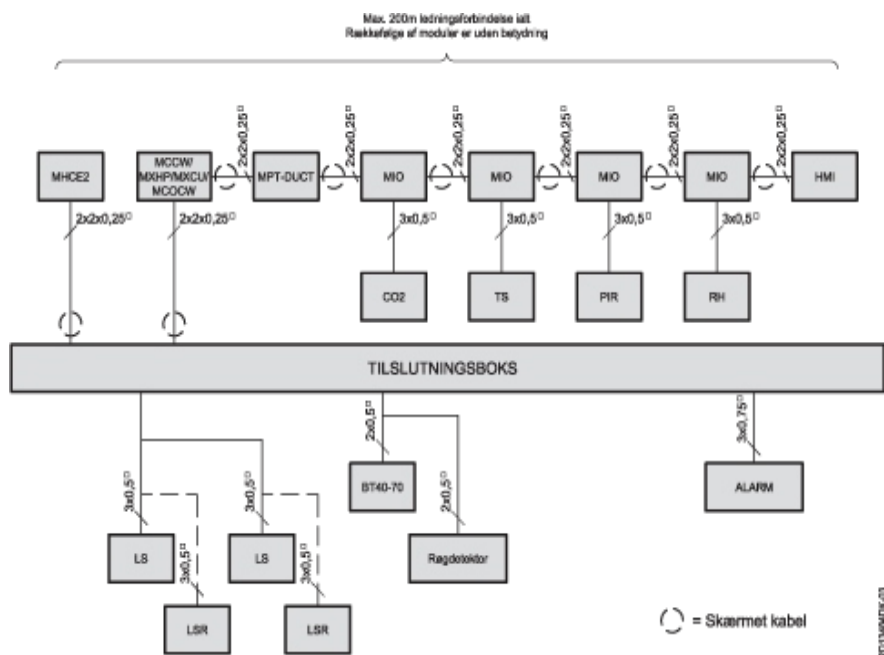 Max. 200m ledningsforbindelse ialt
Rækkefølge af moduler er uden betydning
2x2x0,25□
2x2x0,25□
2x2x0,25□
2x2x0,25□
2x2x0,25□
2x2x0,25□
MHCE2
MCCW/
MXHP/MXCU/
MCOCW
MPT-DUCT
MIO
MIO
MIO
MIO
HMI
2x2x0,25□
2x2x0,25□
3x0,5□
3x0,5□
3x0,5□
3x0,5□
CO2
TS
PIR
RH
TILSLUTNINGSBOKS
2x0,5□
3x0,75□
BT40-70
ALARM
3x0,5□
3x0,5□
2x0,5□
LS
LS
Røgdetektor
3x0,5□
3x0,5□
LSR
LSR
= Skærmet kabel